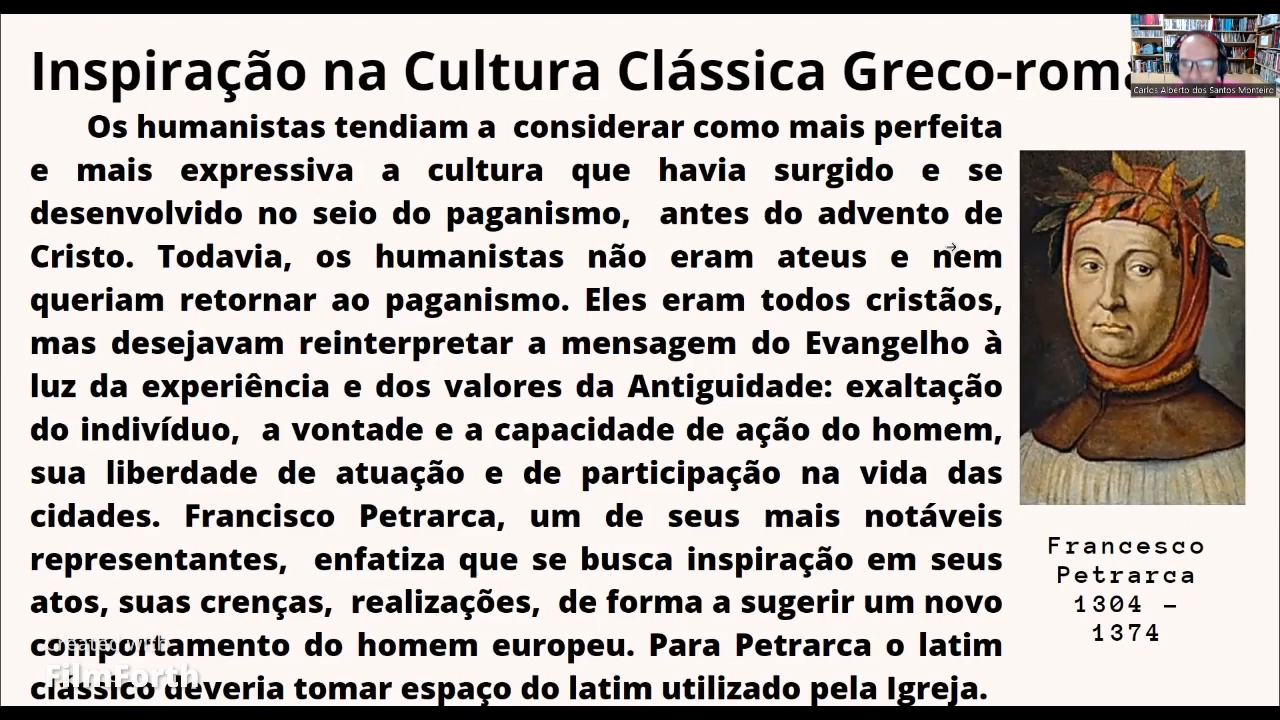 Inspiração na Cultura Clássica Greco-roma
Carlos Alberto dos Santos Monteiro
Os humanistas tendiam a considerar como mais perfeita
e mais expressiva a cultura que havia surgido e se
desenvolvido no seio do paganismo, antes do advento de
Cristo. Todavia, os humanistas não eram ateus e nem
queriam retornar ao paganismo. Eles eram todos cristãos,
mas desejavam reinterpretar a mensagem do Evangelho à
luz da experiência e dos valores da Antiguidade: exaltação
do indivíduo, a vontade e a capacidade de ação do homem,
sua liberdade de atuação e de participação na vida das
cidades. Francisco Petrarca, um de seus mais notáveis
representantes, enfatiza que se busca inspiração em seus
atos, suas crenças, realizações, de forma a sugerir um novo
comportamento do homem europeu. Para Petrarca o latim
clássico deveria tomar espaço do latim utilizado pela Igreja.
Francesco
Petrarca
1304 –
1374
Created with
FilmForth